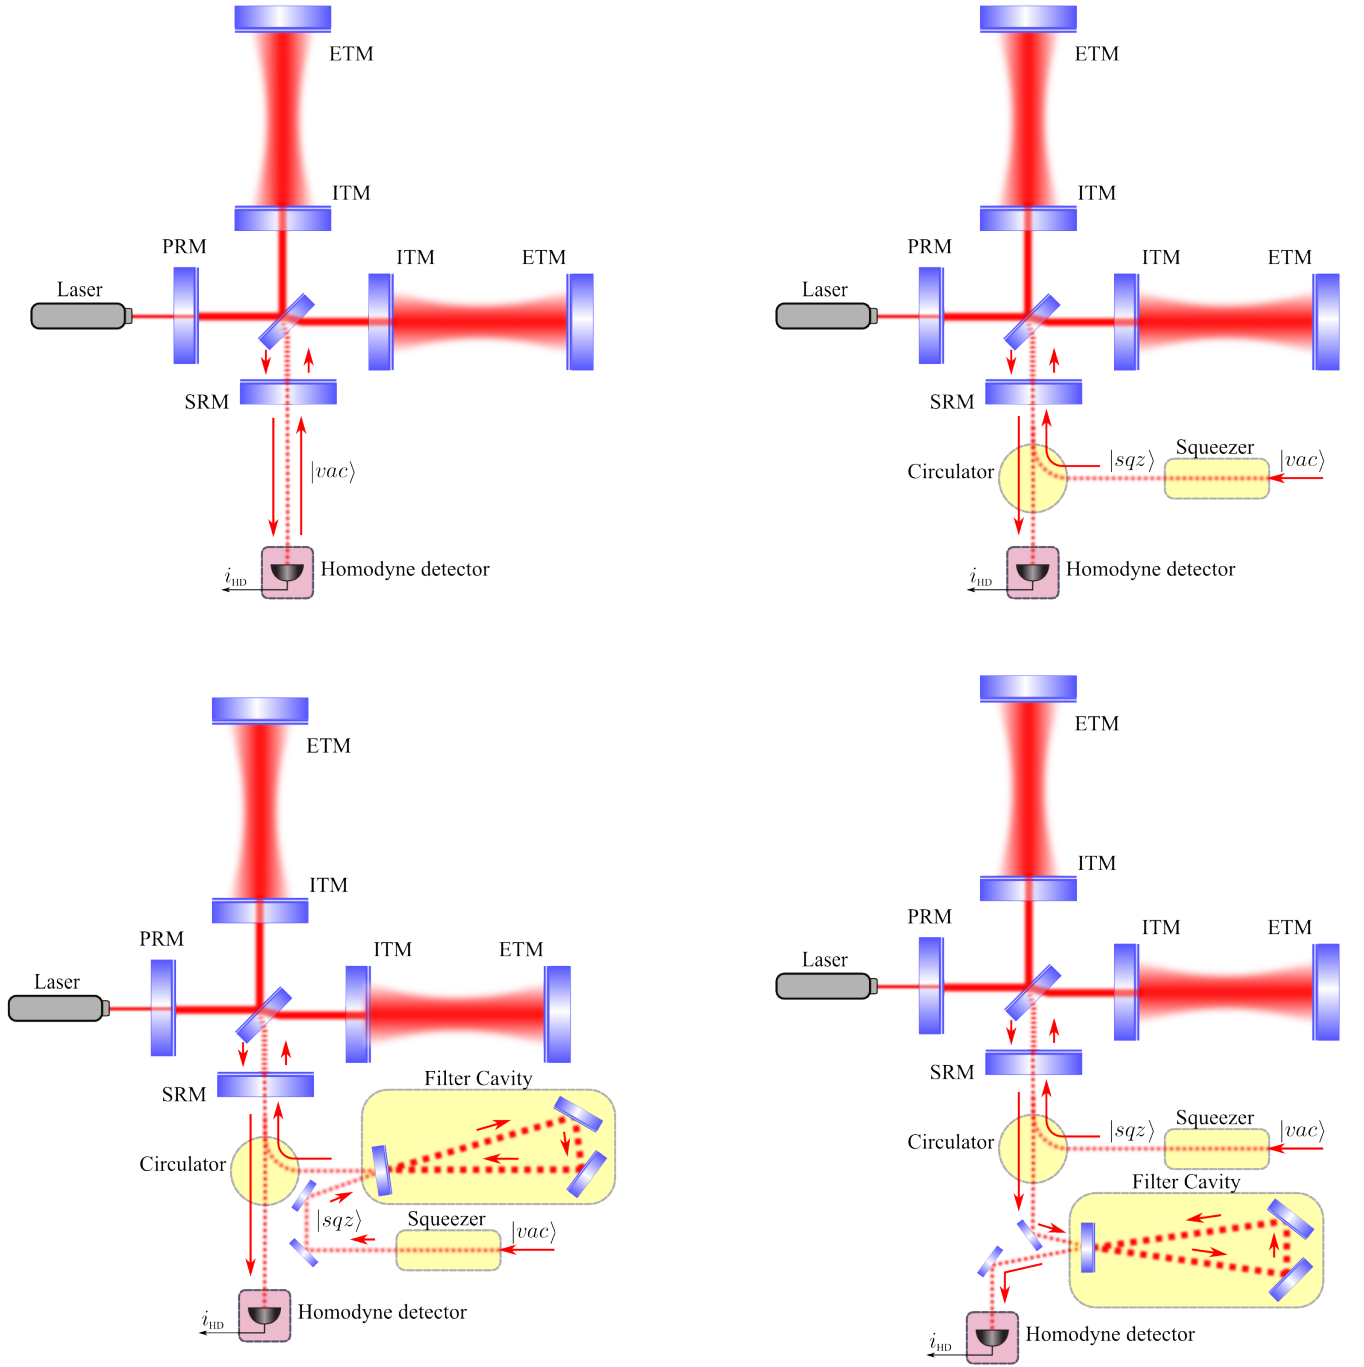 ETM
ITM
PRM
ITM
ETM
Laser
SRM
|vac⟩
Homodyne detector
i_HD
ETM
ITM
PRM
ITM
ETM
Laser
SRM
Squeezer
Circulator
|sqz⟩
|vac⟩
Homodyne detector
i_HD
ETM
ITM
PRM
ITM
ETM
Laser
Filter Cavity
SRM
Circulator
|sqz⟩
Squeezer
|vac⟩
Homodyne detector
i_HD
ETM
ITM
PRM
ITM
ETM
Laser
SRM
Squeezer
Circulator
|sqz⟩
|vac⟩
Filter Cavity
Homodyne detector
i_HD